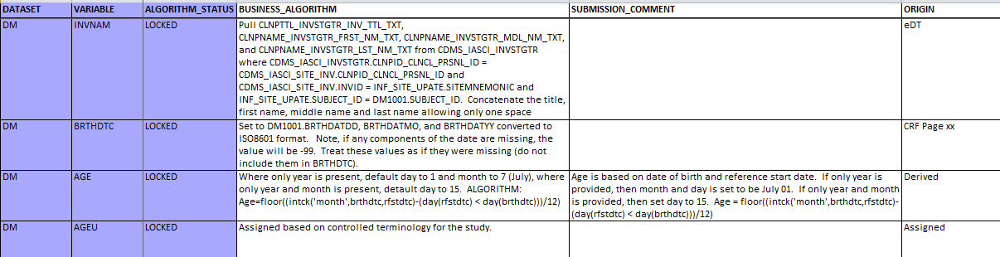 DATASET VARIABLE ALGORITHM_STATUS BUSINESS_ALGORITHM SUBMISSION_COMMENT ORIGIN
DM INVNAM LOCKED Pull CLNPTTL_INVSTGTR_INV_TTL_TXT, eDT
CLNPNAME_INVSTGTR_FRST_NM_TXT, CLNPNAME_INVSTGTR_MDL_NM_TXT,
and CLNPNAME_INVSTGTR_LST_NM_TXT from CDMS_IASCI_INVSTGTR
where CDMS_IASCI_INVSTGTR.CLNPID_CLNCL_PRSNL_ID =
CDMS_IASCI_SITE_INV.CLNPID_CLNCL_PRSNL_ID and
CDMS_IASCI_SITE_INV.INVID = INF_SITE_UPATE.SITEMNEMONIC and
INF_SITE_UPATE.SUBJECT_ID = DM1001.SUBJECT_ID. Concatenate the title,
first name, middle name and last name allowing only one space
DM BRTHDTC LOCKED Set to DM1001.BRTHDATDD, BRTHDATMO, and BRTHDATYY converted to CRF Page xx
ISO8601 format. Note, if any components of the date are missing, the
value will be -99. Treat these values as if they were missing (do not
include them in BRTHDTC).
DM AGE LOCKED Where only year is present, default day to 1 and month to 7 (July), where Age is based on date of birth and reference start date. If only year is Derived
only year and month is present, detault day to 15. ALGORITHM: provided, then month and day is set to be July 01. If only year and month
Age=floor((intck('month',brthdtc,rfstdtc)-(day(rfstdtc) < day(brthdtc)))/12) is provided, then set day to 15. Age = floor((intck('month',brthdtc,rfstdtc)-
(day(rfstdtc) < day(brthdtc)))/12)
DM AGEU LOCKED Assigned based on controlled terminology for the study. Assigned